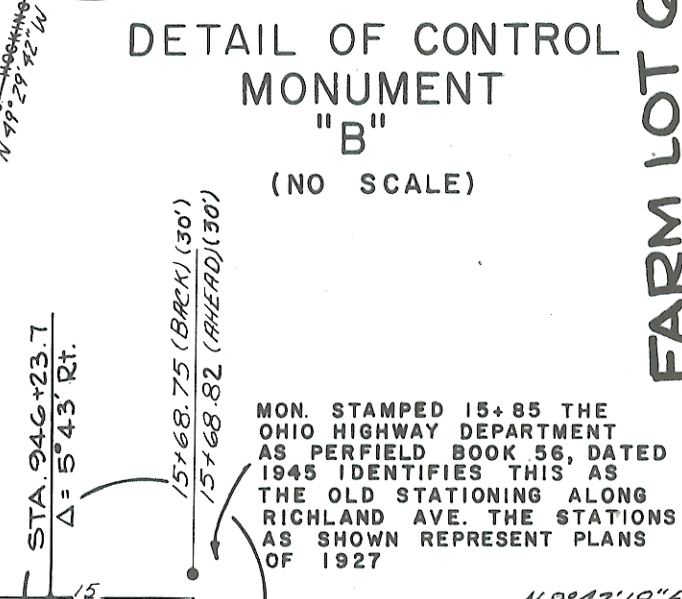 HOCKING
N 49° 29' 42" W
DETAIL OF CONTROL
MONUMENT
"B"
(NO SCALE)
FARM LOT
15+68.75 (BACK) (30')
15+68.82 (AHEAD) (30')
STA. 946+23.7
Δ = 5°43' Rt.
MON. STAMPED 15+85 THE
OHIO HIGHWAY DEPARTMENT
AS PERFIELD BOOK 56, DATED
1945 IDENTIFIES THIS AS
THE OLD STATIONING ALONG
RICHLAND AVE. THE STATIONS
AS SHOWN REPRESENT PLANS
OF 1927
15